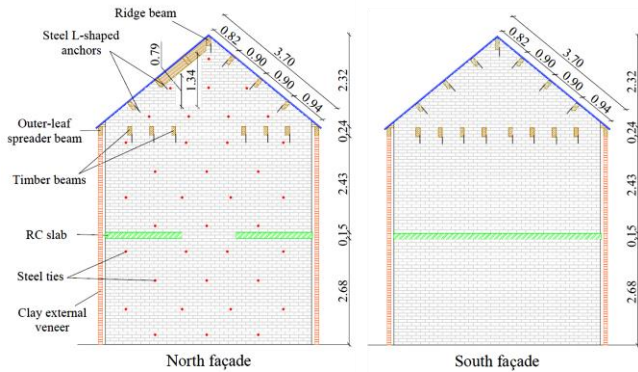 Ridge beam
Steel L-shaped
anchors
0.79
1.34
0.82
0.90
0.90
0.94
3.70
2.32
0.24
2.43
0.15
2.68
Outer-leaf
spreader beam
Timber beams
RC slab
Steel ties
Clay external
veneer
North façade
0.82
0.90
0.90
0.94
3.70
2.32
0.24
2.43
0.15
2.68
South façade